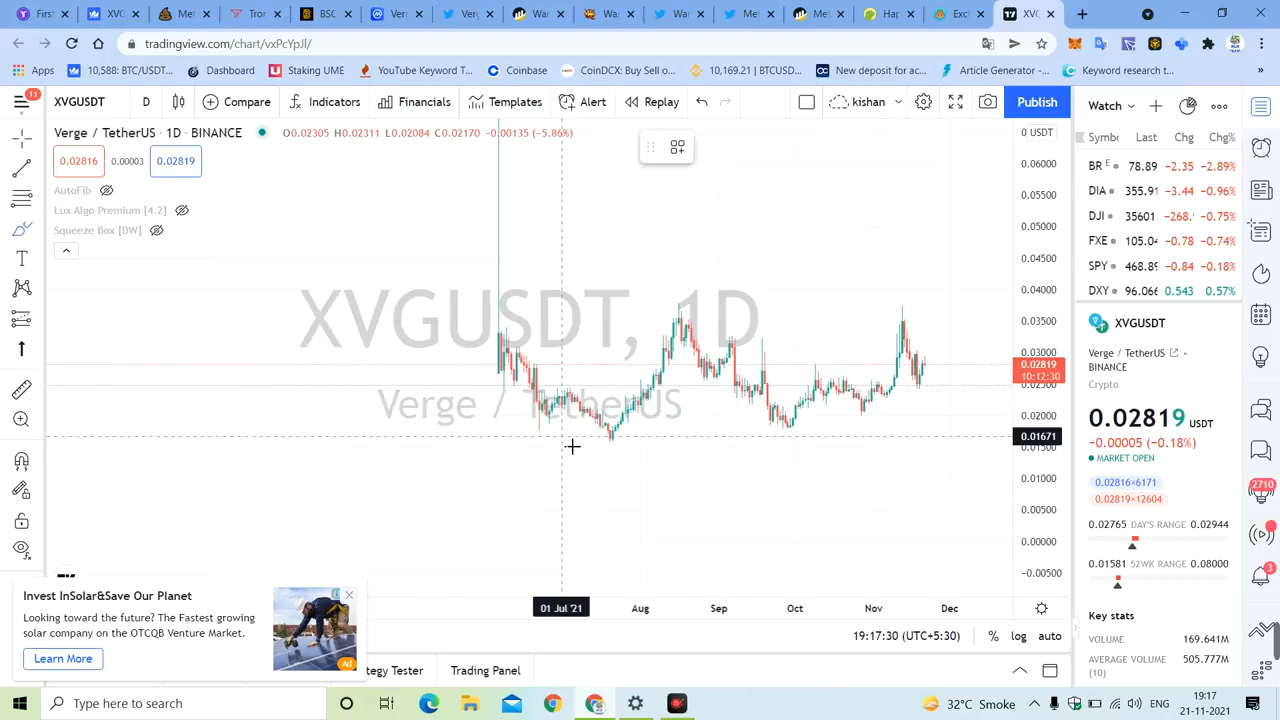 tradingview.com/chart/vxPcYpJl/
Apps 10,588: BTC/USDT... Dashboard Staking UME YouTube Keyword T... Coinbase CoinDCX: Buy Sell o... 10,169.21 | BTCUSD... New deposit for ac... Article Generator -... Keyword research t...
11 XVGUSDT D Compare Indicators Financials Templates Alert Replay kishan Publish Watch
Verge / TetherUS · 1D · BINANCE O0.02305 H0.02311 L0.02084 C0.02170 −0.00135 (−5.86%)
0.02816 0.00003 0.02819
AutoFib
Lux Algo Premium [4.2]
Squeeze Box [DW]
XVGUSDT, 1D
Verge / TetherUS
0 USDT
0.06000
0.05500
0.05000
0.04500
0.04000
0.03500
0.03000
0.02819
10:12:30
0.02500
0.02000
0.01671
0.01500
0.01000
0.00500
0.00000
−0.00500
01 Jul '21 Aug Sep Oct Nov Dec
19:17:30 (UTC+5:30) % log auto
tegy Tester Trading Panel
Invest InSolar&Save Our Planet
Looking toward the future? The Fastest growing
solar company on the OTCQB Venture Market.
Learn More
Ad
Symbo Last Chg Chg%
BR E 78.89 −2.35 −2.89%
DIA 355.91 −3.44 −0.96%
DJI 35601. −268. −0.75%
FXE 105.04 −0.78 −0.74%
SPY 468.89 −0.84 −0.18%
DXY 96.066 0.543 0.57%
XVGUSDT
Verge / TetherUS
BINANCE
Crypto
0.02819 USDT
−0.00005 (−0.18%)
MARKET OPEN
0.02816×6171
0.02819×12604
0.02765 DAY'S RANGE 0.02944
0.01581 52WK RANGE 0.08000
Key stats
VOLUME 169.641M
AVERAGE VOLUME 505.777M
(10)
2710
3
Type here to search
32°C Smoke ENG 19:17
21-11-2021